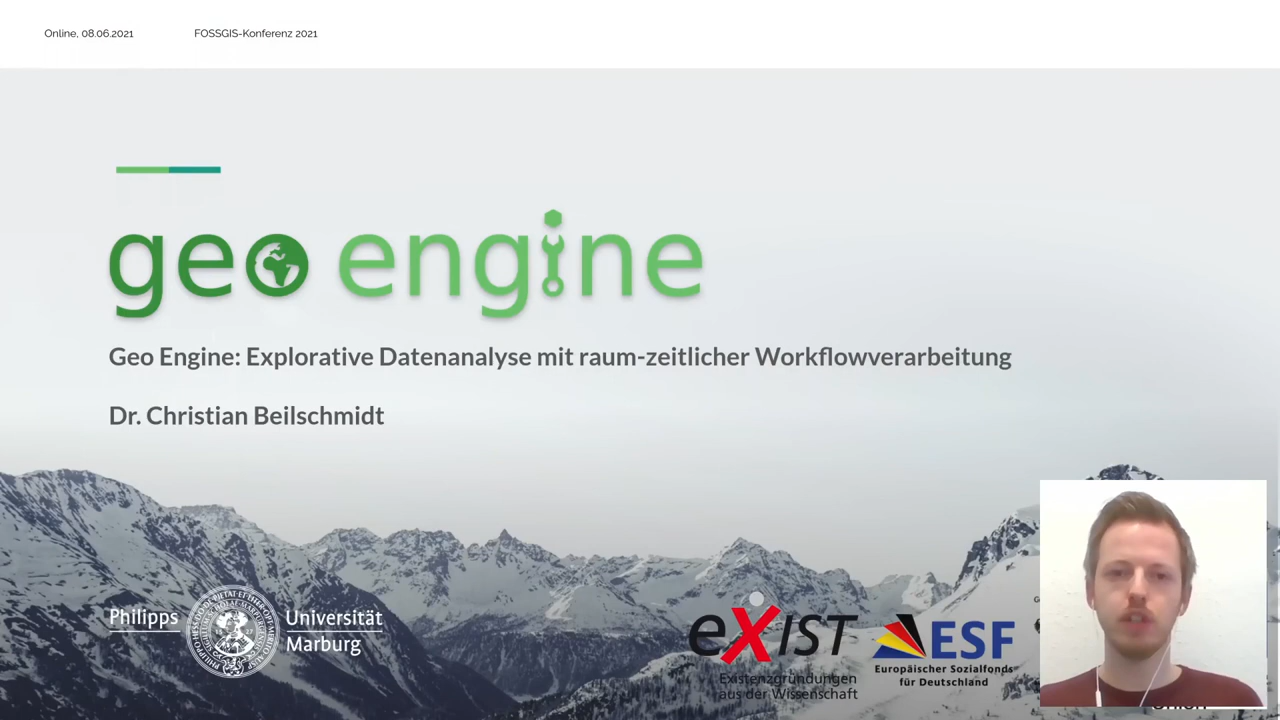 Online, 08.06.2021 FOSSGIS-Konferenz 2021
geo engine
Geo Engine: Explorative Datenanalyse mit raum-zeitlicher Workflowverarbeitung
Dr. Christian Beilschmidt
Philipps Universität
Marburg
eXIST
Existenzgründungen
aus der Wissenschaft
ESF
Europäischer Sozialfonds
für Deutschland